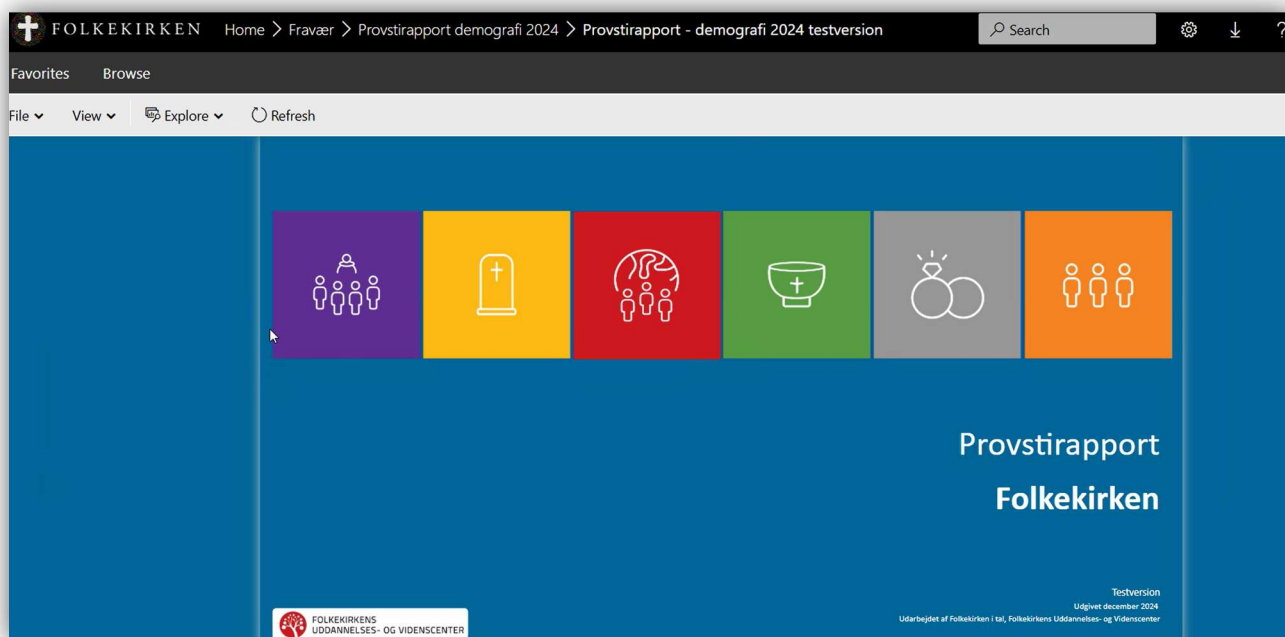 FOLKEKIRKEN Home > Fravær > Provstirapport demografi 2024 > Provstirapport - demografi 2024 testversion Search ?
Favorites Browse
File View Explore Refresh
Provstirapport
Folkekirken
Testversion
Udgivet december 2024
Udarbejdet af Folkekirken i tal, Folkekirkens Uddannelses- og Videnscenter
FOLKEKIRKENS
UDDANNELSES- OG VIDENSCENTER